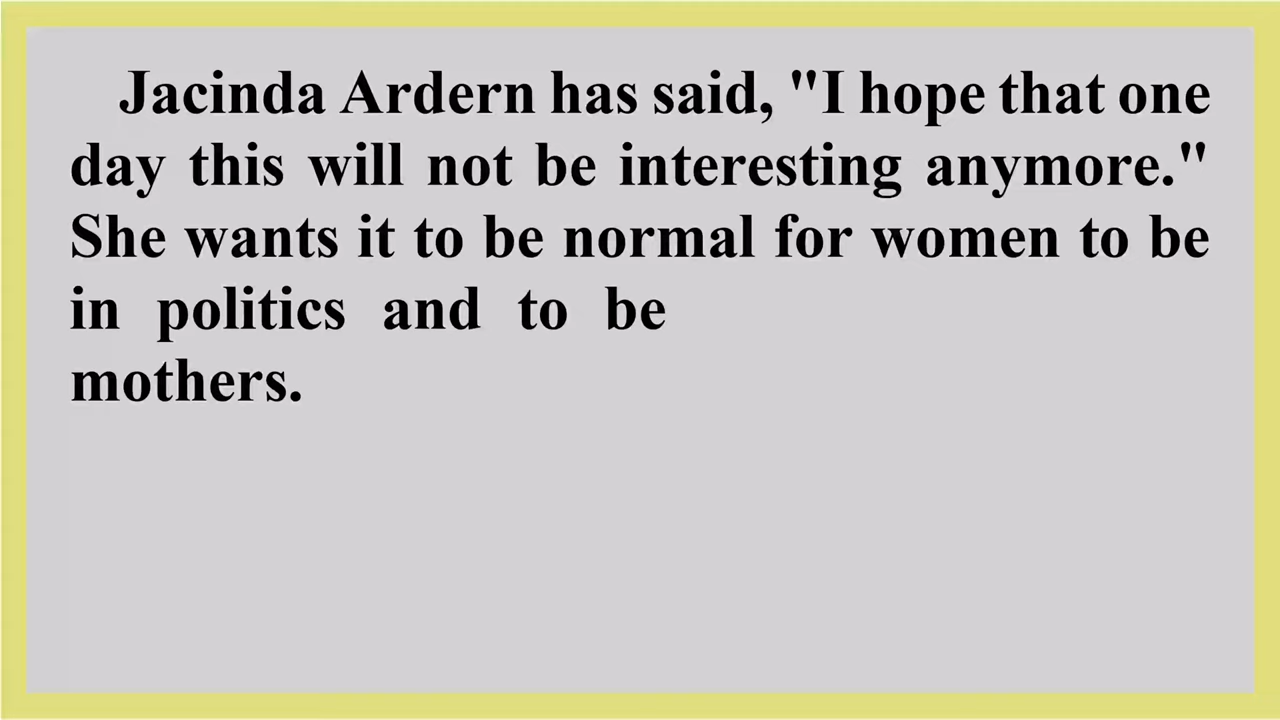 Jacinda Ardern has said, "I hope that one
day this will not be interesting anymore."
She wants it to be normal for women to be
in politics and to be
mothers.